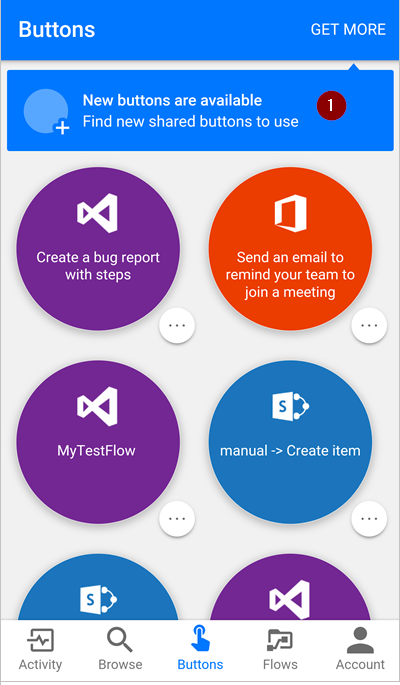 Buttons
GET MORE
New buttons are available
Find new shared buttons to use
1
Create a bug report
with steps
Send an email to
remind your team to
join a meeting
MyTestFlow
S
manual -> Create item
S
Activity
Browse
Buttons
Flows
Account